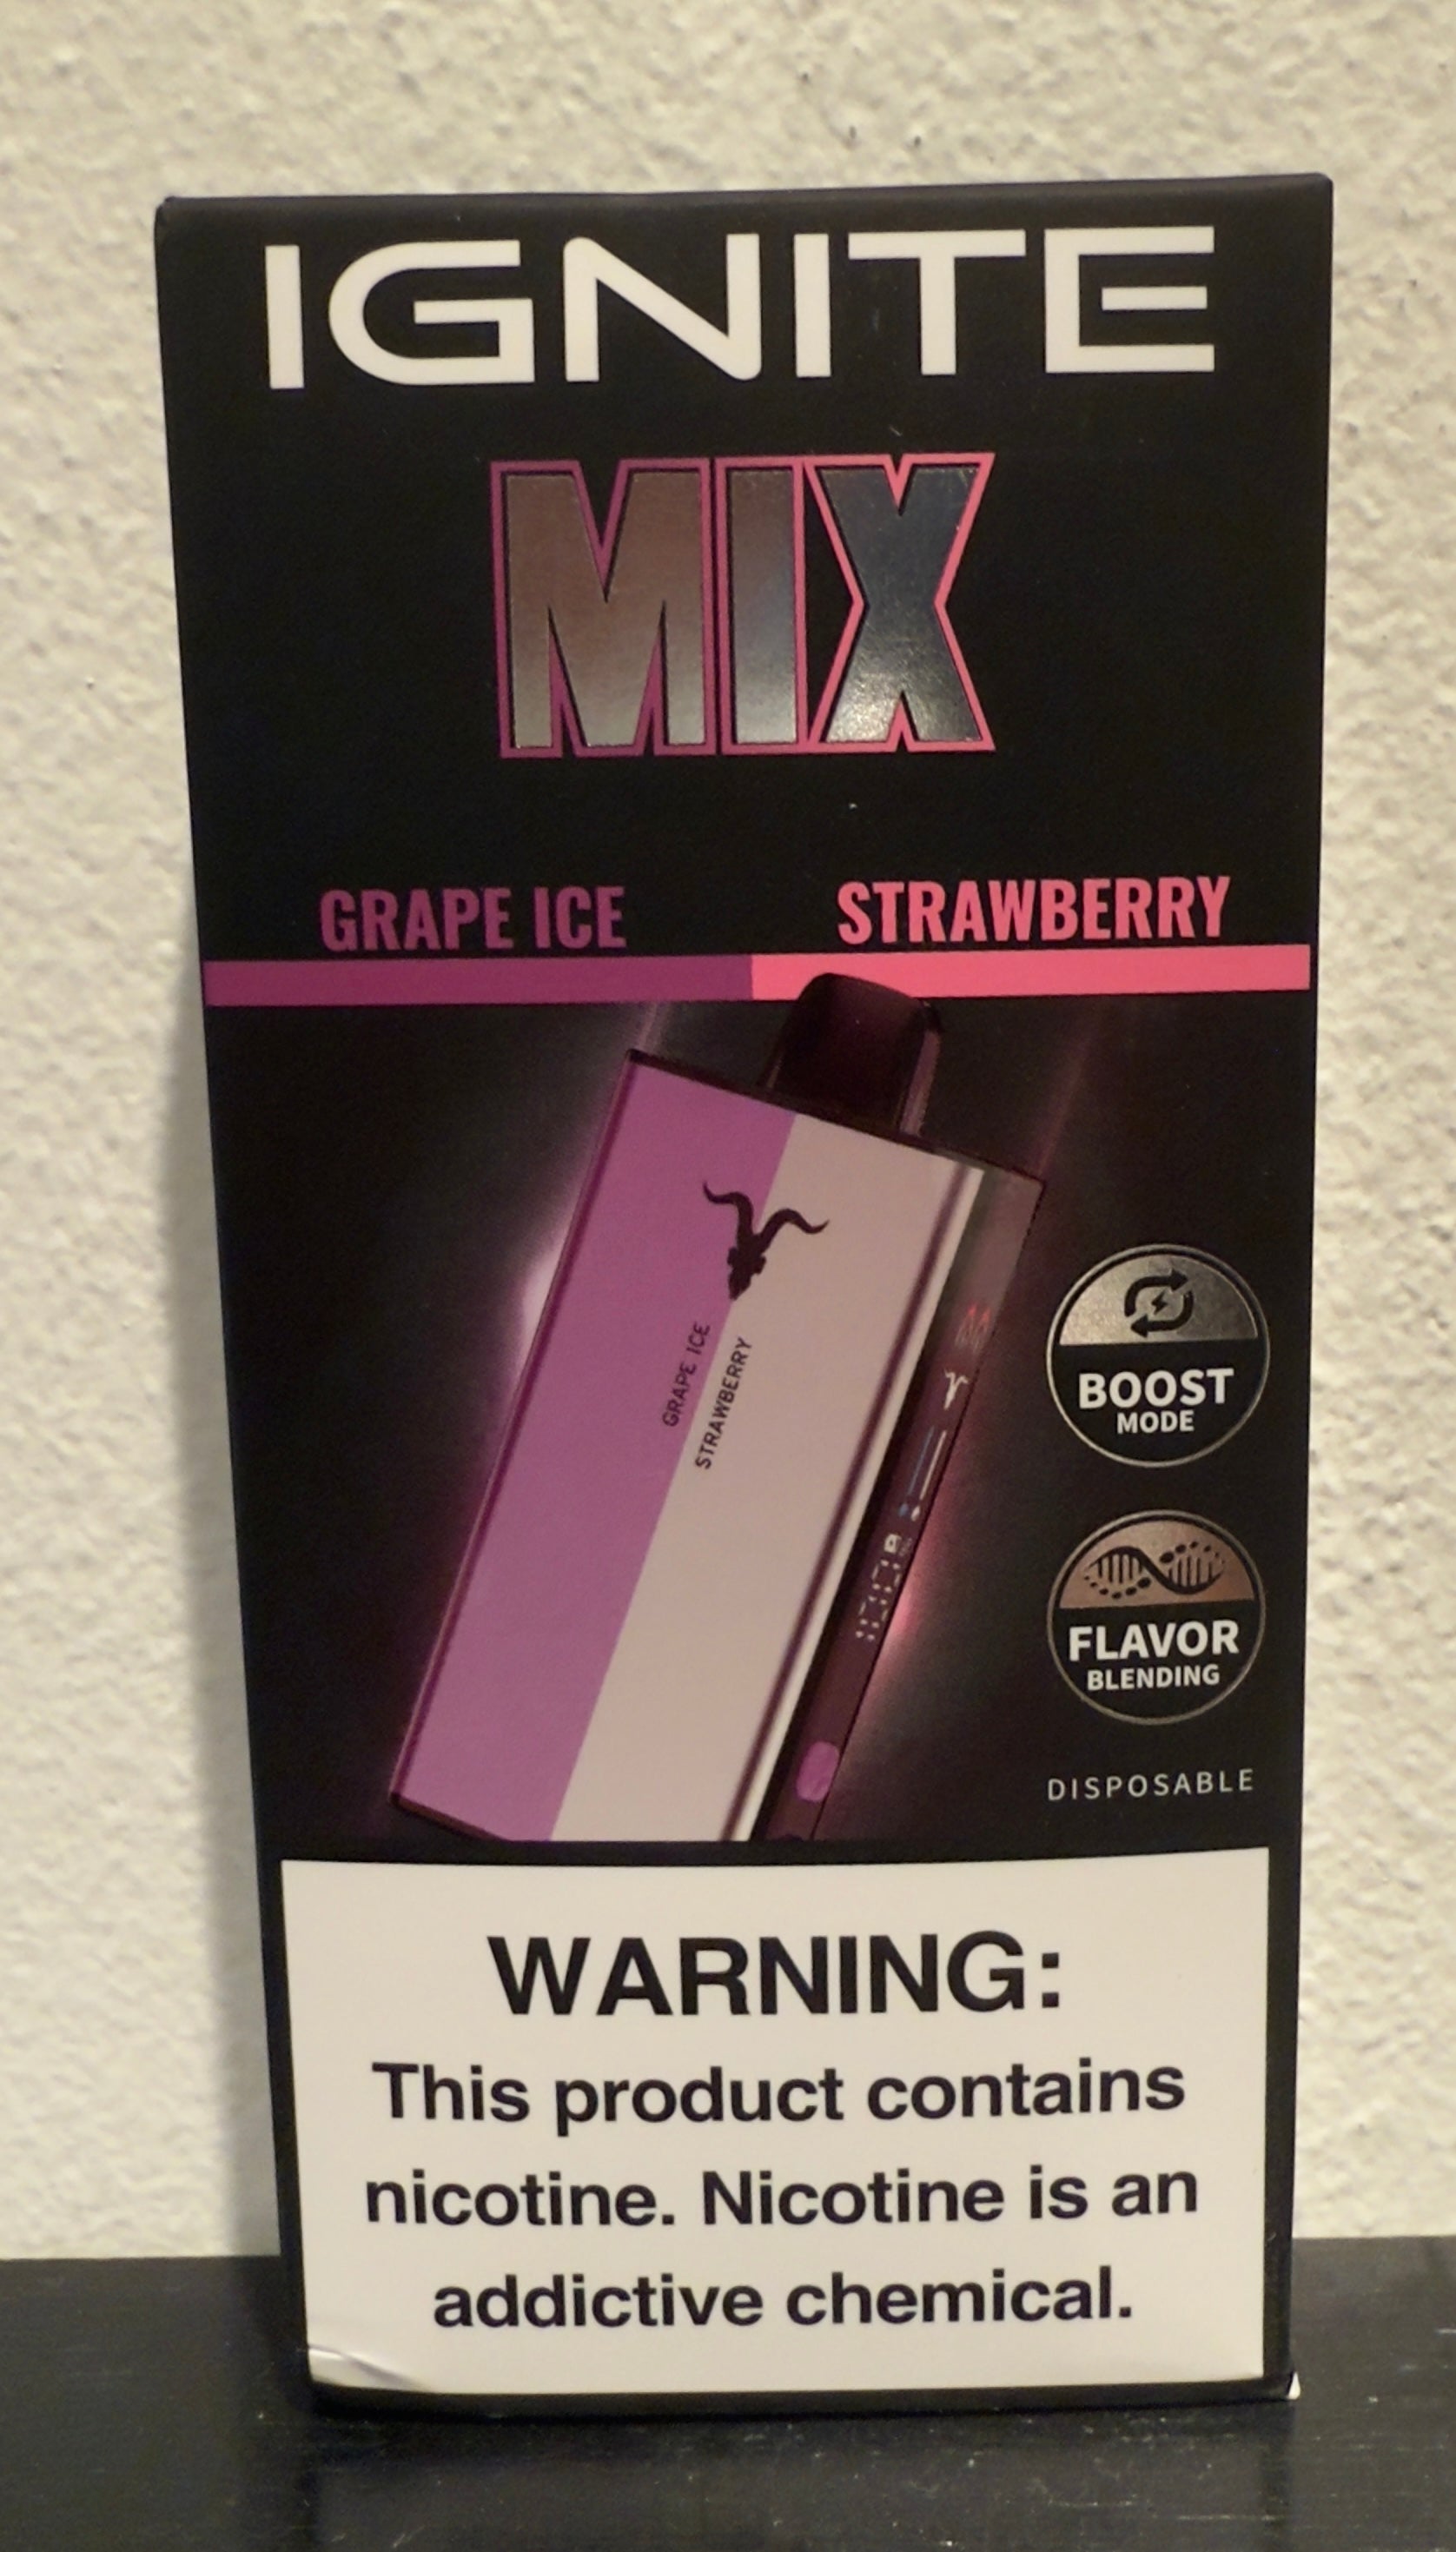 IGNITE
MIX
GRAPE ICE
STRAWBERRY
GRAPE ICE
STRAWBERRY
BOOST
MODE
FLAVOR
BLENDING
DISPOSABLE
WARNING:
This product contains
nicotine. Nicotine is an
addictive chemical.